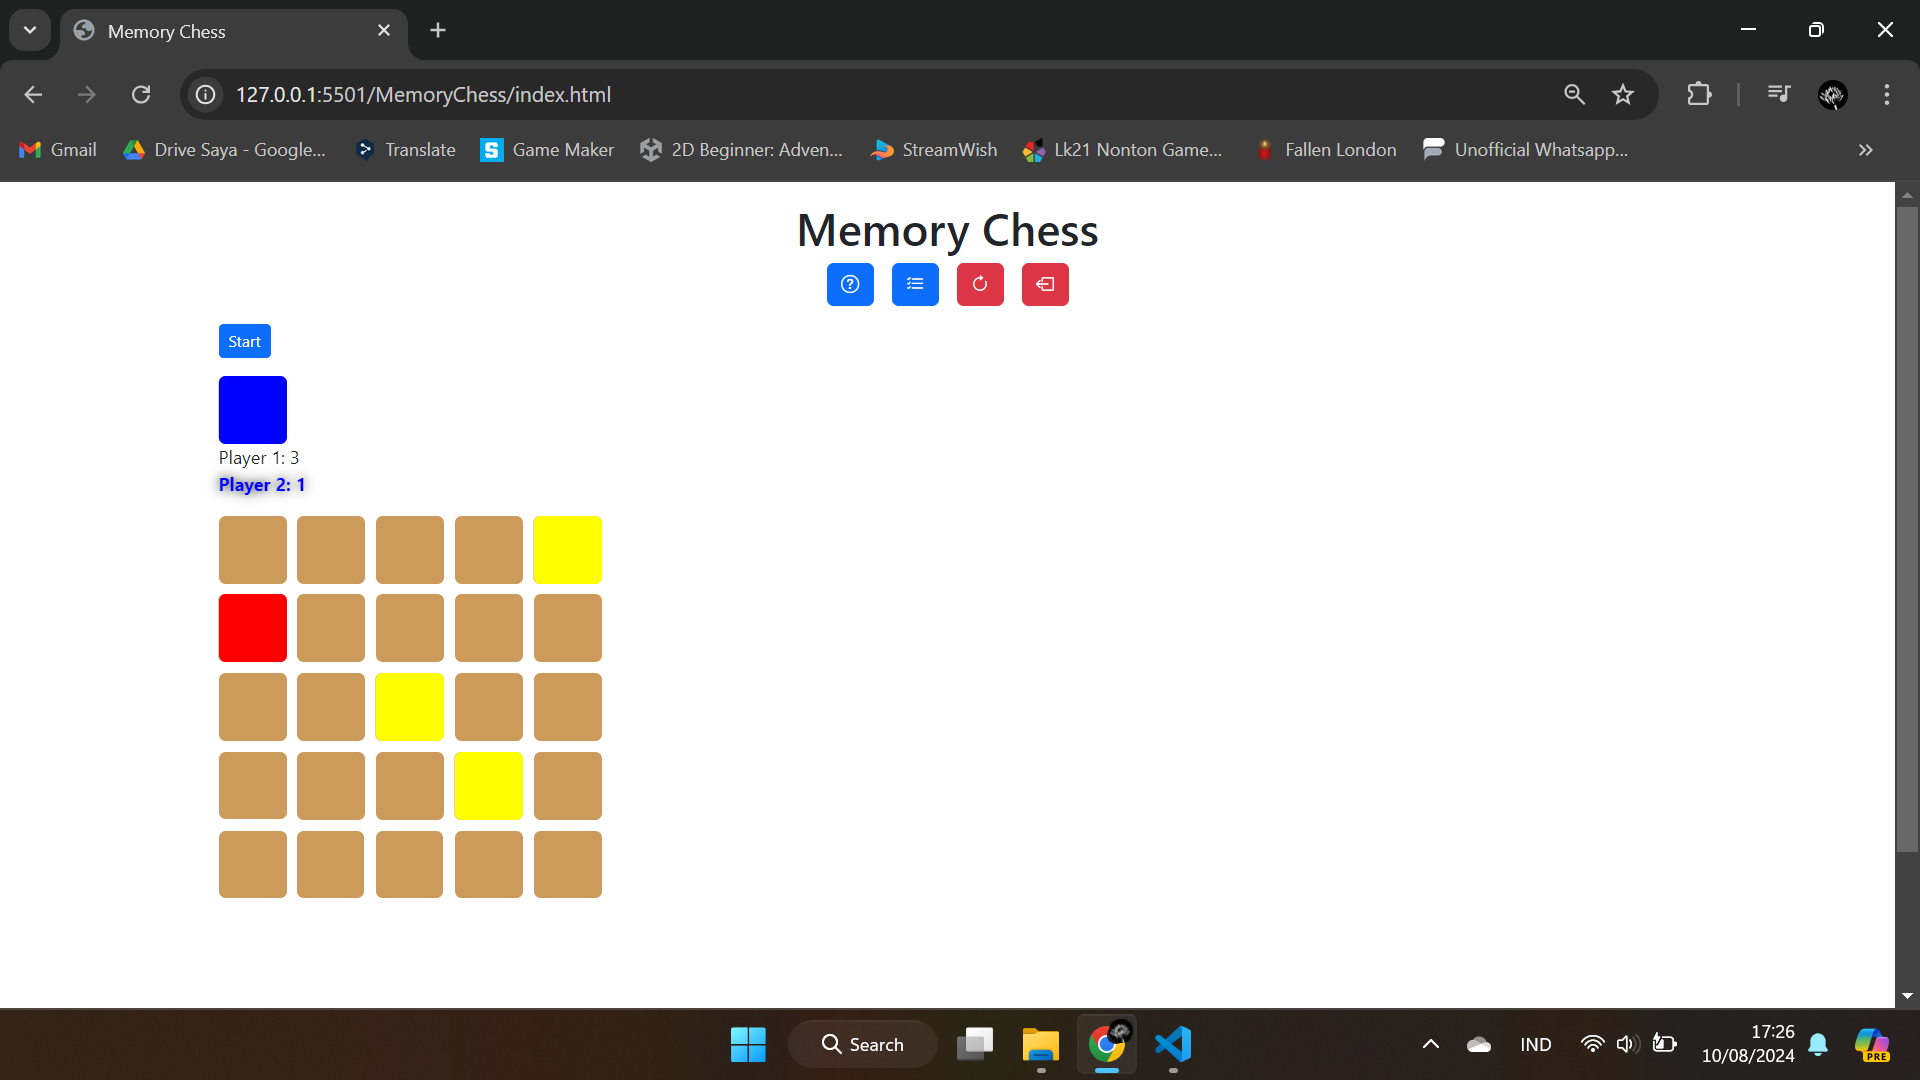 Memory Chess
127.0.0.1:5501/MemoryChess/index.html
Gmail
Drive Saya - Google...
Translate
S Game Maker
2D Beginner: Adven...
StreamWish
Lk21 Nonton Game...
Fallen London
Unofficial Whatsapp...
Memory Chess
Start
Player 1: 3
Player 2: 1
Search
IND
17:26
10/08/2024
PRE